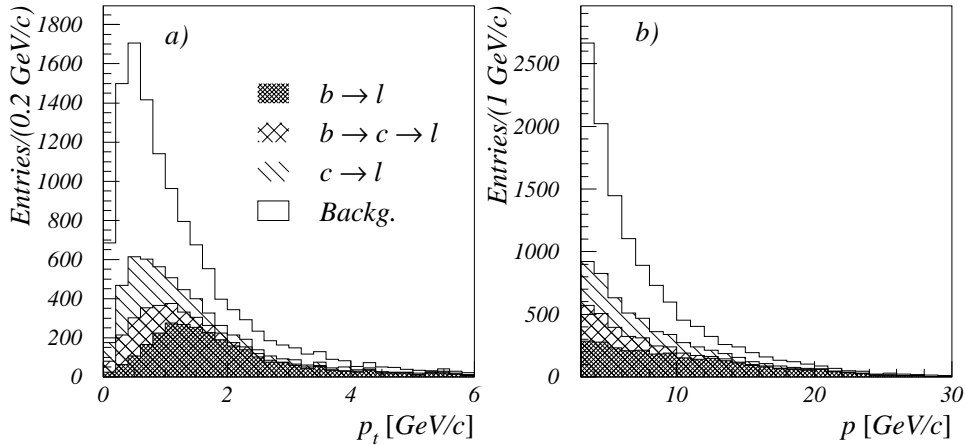 Entries/(0.2 GeV/c)
1800
1600
1400
1200
1000
800
600
400
200
0
a)
b → l
b → c → l
c → l
Backg.
0 2 4 6
p_t [GeV/c]
Entries/(1 GeV/c)
2500
2000
1500
1000
500
0
b)
10 20 30
p [GeV/c]